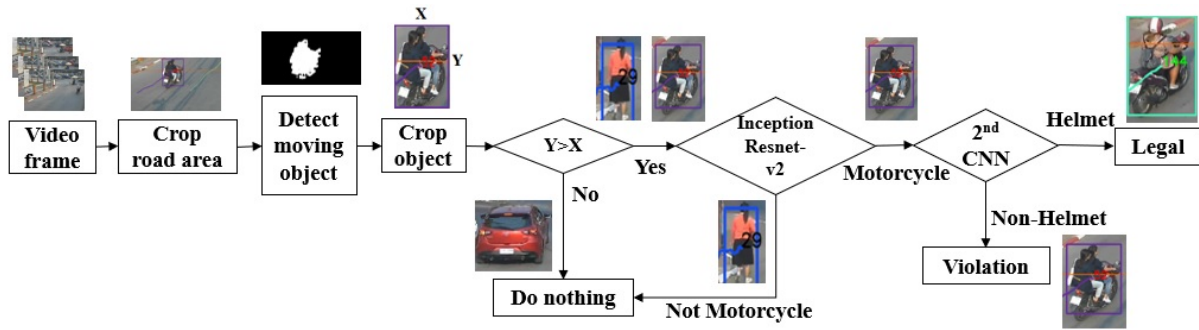 X
Y
29
144
Video
frame
Crop
road area
Detect
moving
object
Crop
object
Y>X
Yes
No
Inception
Resnet-
v2
Motorcycle
2nd
CNN
Helmet
Legal
Non-Helmet
Violation
29
Not Motorcycle
Do nothing